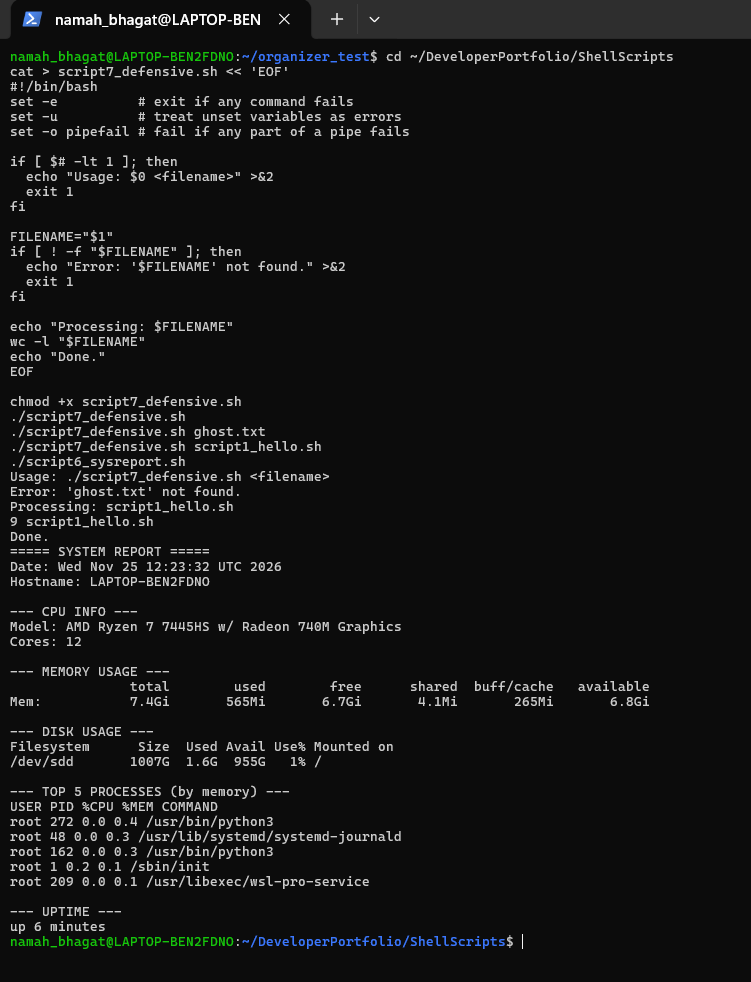 namah_bhagat@LAPTOP-BEN
namah_bhagat@LAPTOP-BEN2FDNO:~/organizer_test$ cd ~/DeveloperPortfolio/ShellScripts
cat > script7_defensive.sh << 'EOF'
#!/bin/bash
set -e          # exit if any command fails
set -u          # treat unset variables as errors
set -o pipefail # fail if any part of a pipe fails

if [ $# -lt 1 ]; then
  echo "Usage: $0 <filename>" >&2
  exit 1
fi

FILENAME="$1"
if [ ! -f "$FILENAME" ]; then
  echo "Error: '$FILENAME' not found." >&2
  exit 1
fi

echo "Processing: $FILENAME"
wc -l "$FILENAME"
echo "Done."
EOF

chmod +x script7_defensive.sh
./script7_defensive.sh
./script7_defensive.sh ghost.txt
./script7_defensive.sh script1_hello.sh
./script6_sysreport.sh
Usage: ./script7_defensive.sh <filename>
Error: 'ghost.txt' not found.
Processing: script1_hello.sh
9 script1_hello.sh
Done.
===== SYSTEM REPORT =====
Date: Wed Nov 25 12:23:32 UTC 2026
Hostname: LAPTOP-BEN2FDNO

--- CPU INFO ---
Model: AMD Ryzen 7 7445HS w/ Radeon 740M Graphics
Cores: 12

--- MEMORY USAGE ---
               total        used        free      shared  buff/cache   available
Mem:           7.4Gi       565Mi       6.7Gi       4.1Mi       265Mi       6.8Gi

--- DISK USAGE ---
Filesystem      Size  Used Avail Use% Mounted on
/dev/sdd       1007G  1.6G  955G   1% /

--- TOP 5 PROCESSES (by memory) ---
USER PID %CPU %MEM COMMAND
root 272 0.0 0.4 /usr/bin/python3
root 48 0.0 0.3 /usr/lib/systemd/systemd-journald
root 162 0.0 0.3 /usr/bin/python3
root 1 0.2 0.1 /sbin/init
root 209 0.0 0.1 /usr/libexec/wsl-pro-service

--- UPTIME ---
up 6 minutes
namah_bhagat@LAPTOP-BEN2FDNO:~/DeveloperPortfolio/ShellScripts$